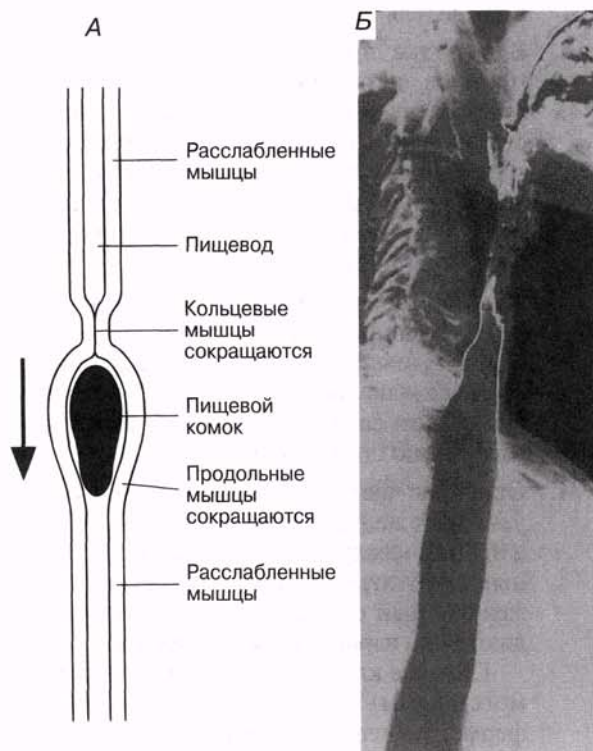 А
Б
Расслабленные
мышцы
Пищевод
Кольцевые
мышцы
сокращаются
Пищевой
комок
Продольные
мышцы
сокращаются
Расслабленные
мышцы